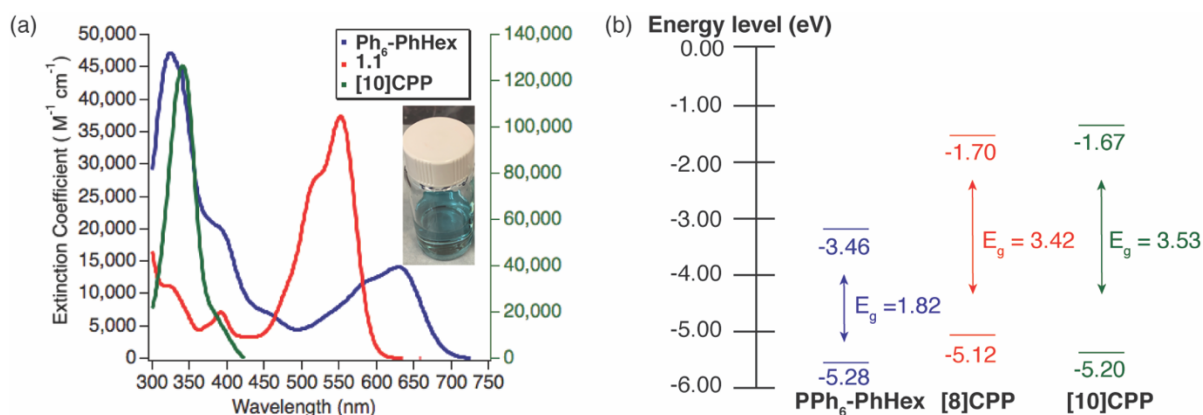 (a)
50,000
45,000
40,000
35,000
30,000
25,000
20,000
15,000
10,000
5,000
0
Extinction Coefficient ( M⁻¹ cm⁻¹)
300 350 400 450 500 550 600 650 700 750
Wavelength (nm)
Ph₆-PhHex
1.1
[10]CPP
140,000
120,000
100,000
80,000
60,000
40,000
20,000
0
(b) Energy level (eV)
0.00
-1.00
-2.00
-3.00
-4.00
-5.00
-6.00
-3.46
E_g =1.82
-5.28
PPh₆-PhHex
-1.70
E_g = 3.42
-5.12
[8]CPP
-1.67
E_g = 3.53
-5.20
[10]CPP